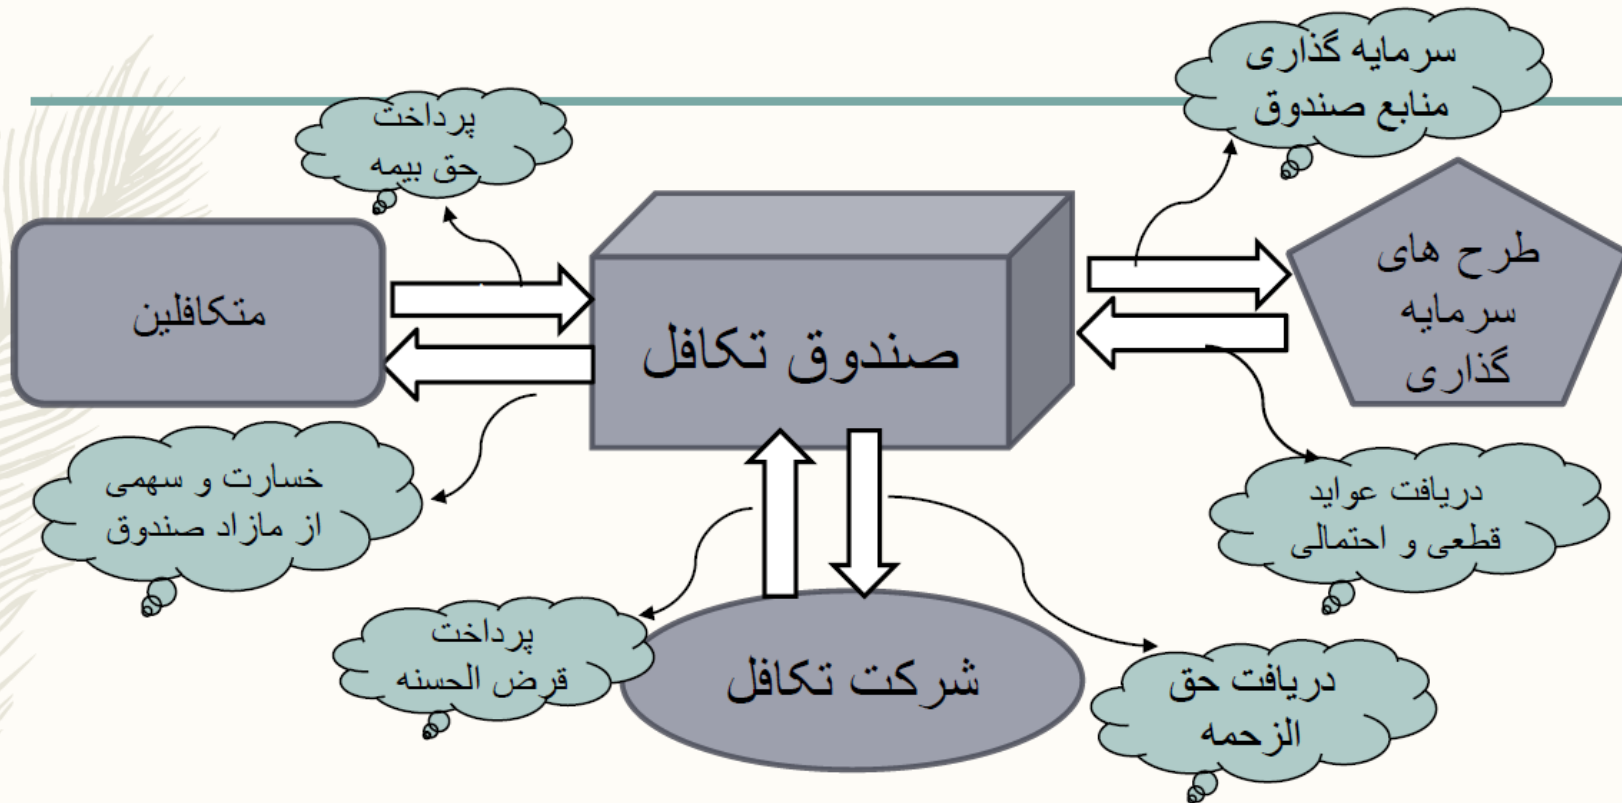 سرمایه گذاری
منابع صندوق
پرداخت
حق بیمه
طرح های
سرمایه
گذاری
متکافلین
صندوق تکافل
خسارت و سهمی
از مازاد صندوق
دریافت عواید
قطعی و احتمالی
پرداخت
قرض الحسنه
شرکت تکافل
دریافت حق
الزحمه